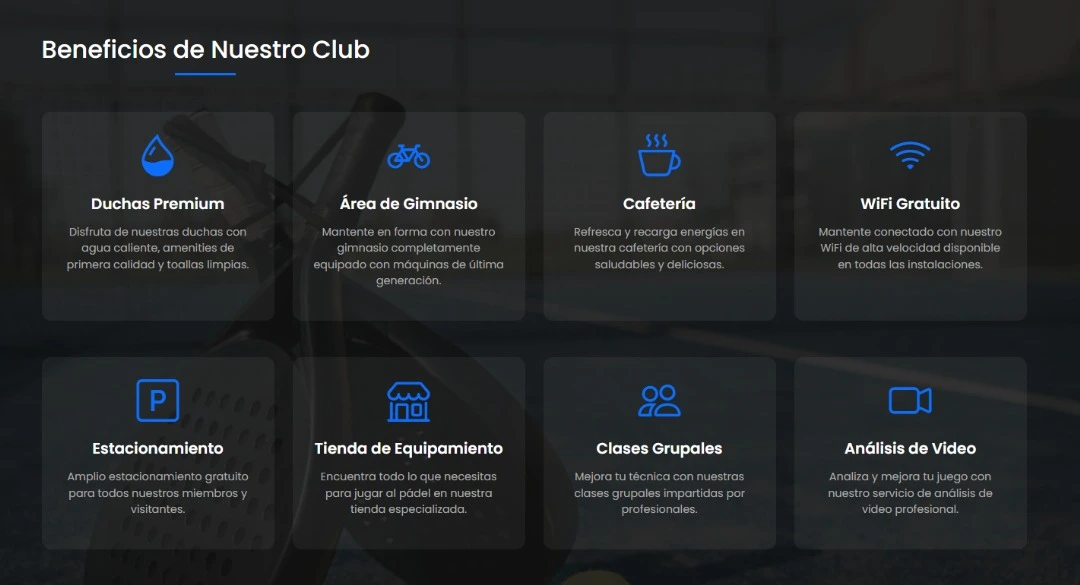 Beneficios de Nuestro Club
Duchas Premium
Disfruta de nuestras duchas con
agua caliente, amenities de
primera calidad y toallas limpias.
Área de Gimnasio
Mantente en forma con nuestro
gimnasio completamente
equipado con máquinas de última
generación.
Cafetería
Refresca y recarga energías en
nuestra cafetería con opciones
saludables y deliciosas.
WiFi Gratuito
Mantente conectado con nuestro
WiFi de alta velocidad disponible
en todas las instalaciones.
P
Estacionamiento
Amplio estacionamiento gratuito
para todos nuestros miembros y
visitantes.
Tienda de Equipamiento
Encuentra todo lo que necesitas
para jugar al pádel en nuestra
tienda especializada.
Clases Grupales
Mejora tu técnica con nuestras
clases grupales impartidas por
profesionales.
Análisis de Video
Analiza y mejora tu juego con
nuestro servicio de análisis de
video profesional.